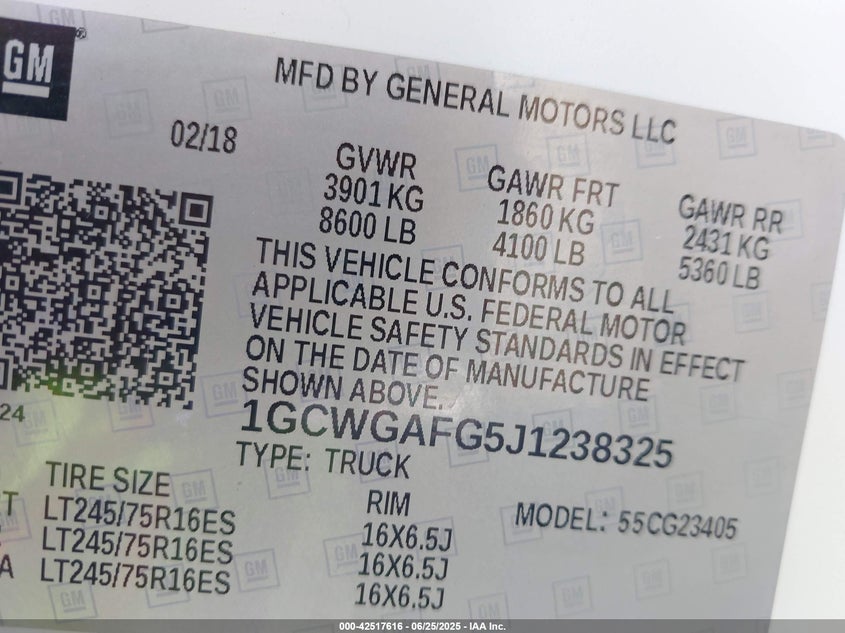 GM
®
MFD BY GENERAL MOTORS LLC
02/18
GVWR
3901 KG
8600 LB
GAWR FRT
1860 KG
4100 LB
GAWR RR
2431 KG
5360 LB
THIS VEHICLE CONFORMS TO ALL
APPLICABLE U.S. FEDERAL MOTOR
VEHICLE SAFETY STANDARDS IN EFFECT
ON THE DATE OF MANUFACTURE
SHOWN ABOVE.
1GCWGAFG5J1238325
TYPE: TRUCK
24
MODEL: 55CG23405
TIRE SIZE RIM
T LT245/75R16ES 16X6.5J
LT245/75R16ES 16X6.5J
A LT245/75R16ES 16X6.5J
000-42517616 - 06/25/2025 - IAA Inc.